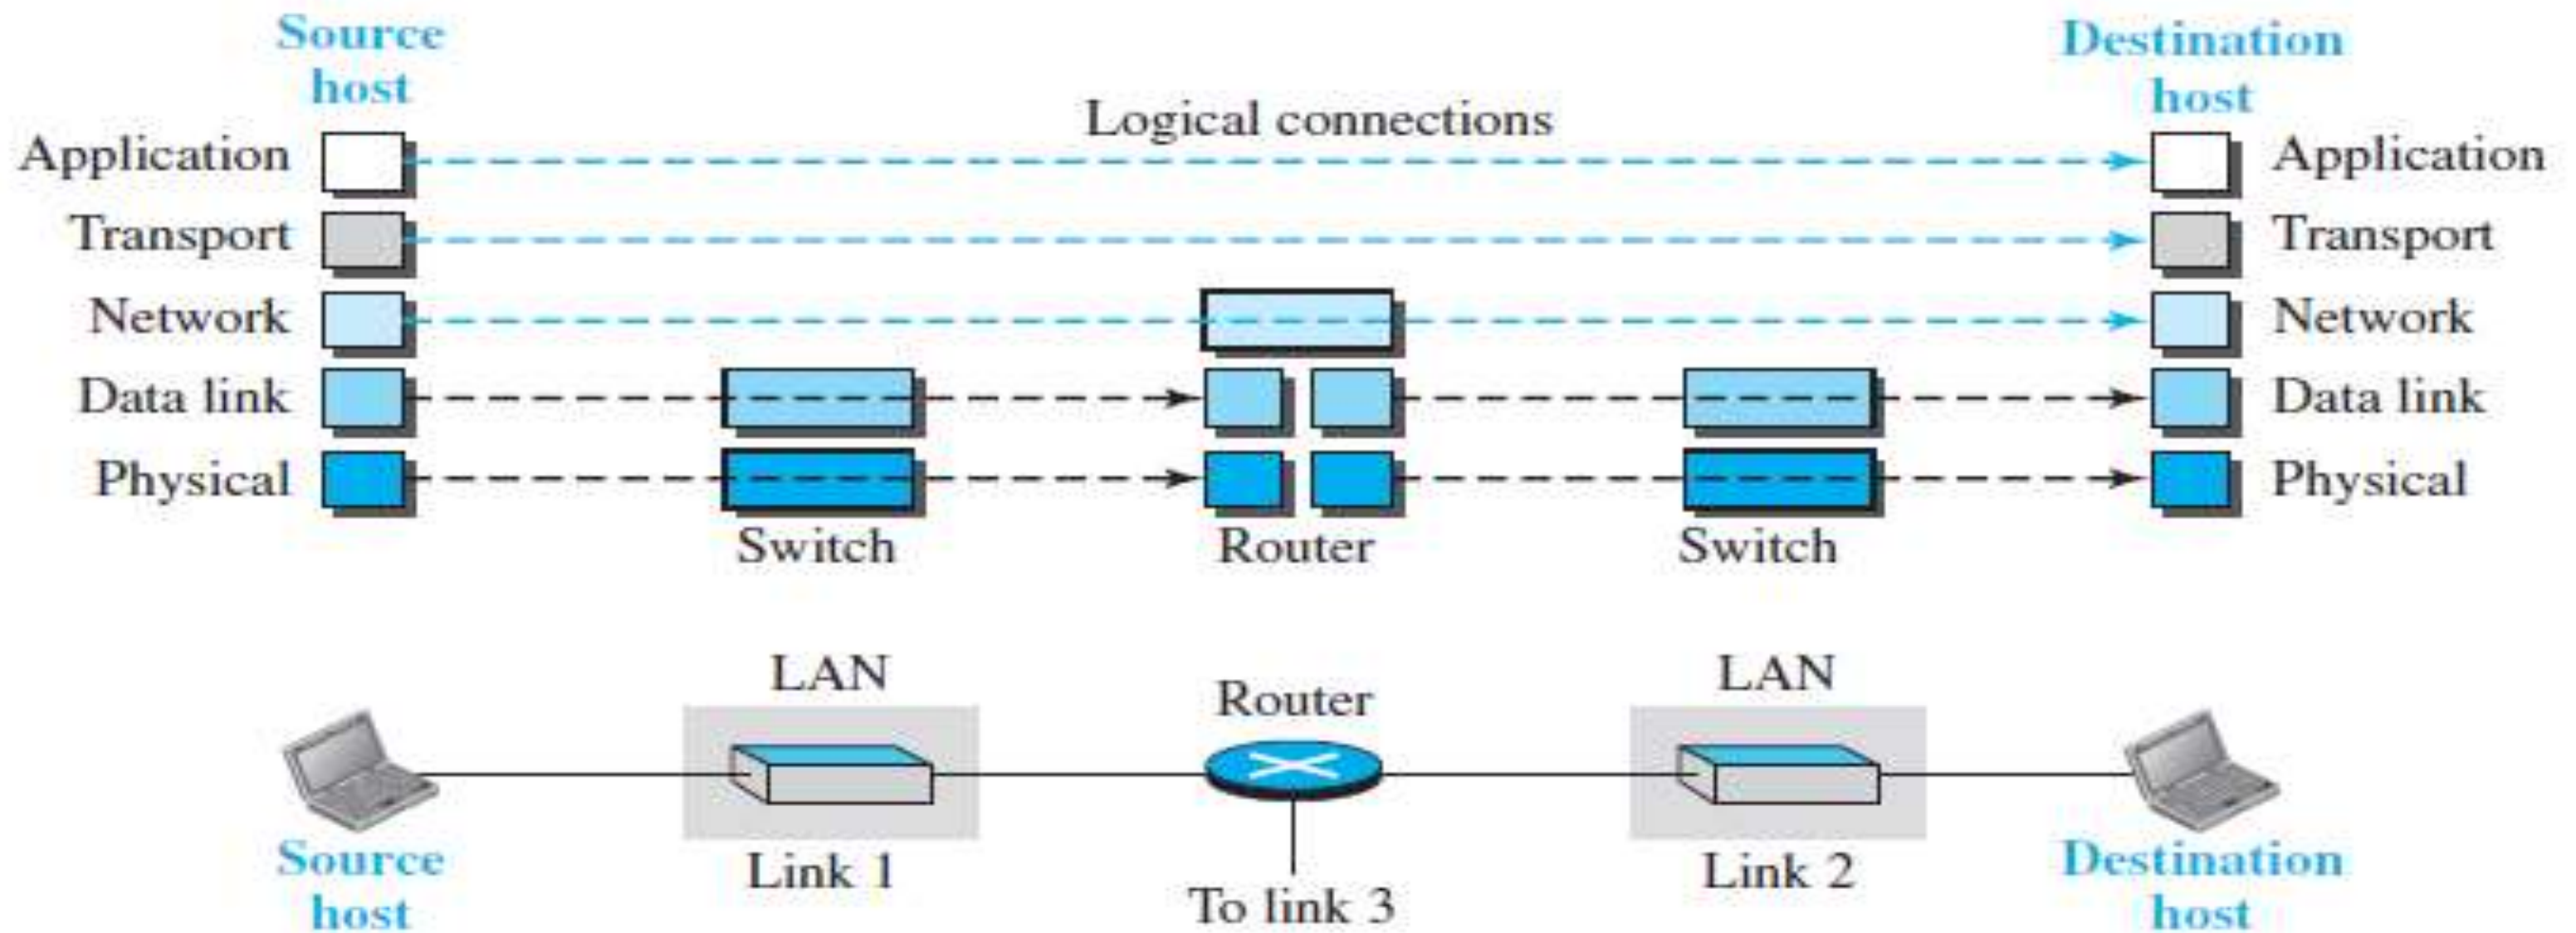 Source
host
Destination
host
Logical connections
Application
Application
Transport
Transport
Network
Network
Data link
Data link
Physical
Physical
Switch
Router
Switch
LAN
Router
LAN
Source
host
Link 1
To link 3
Link 2
Destination
host